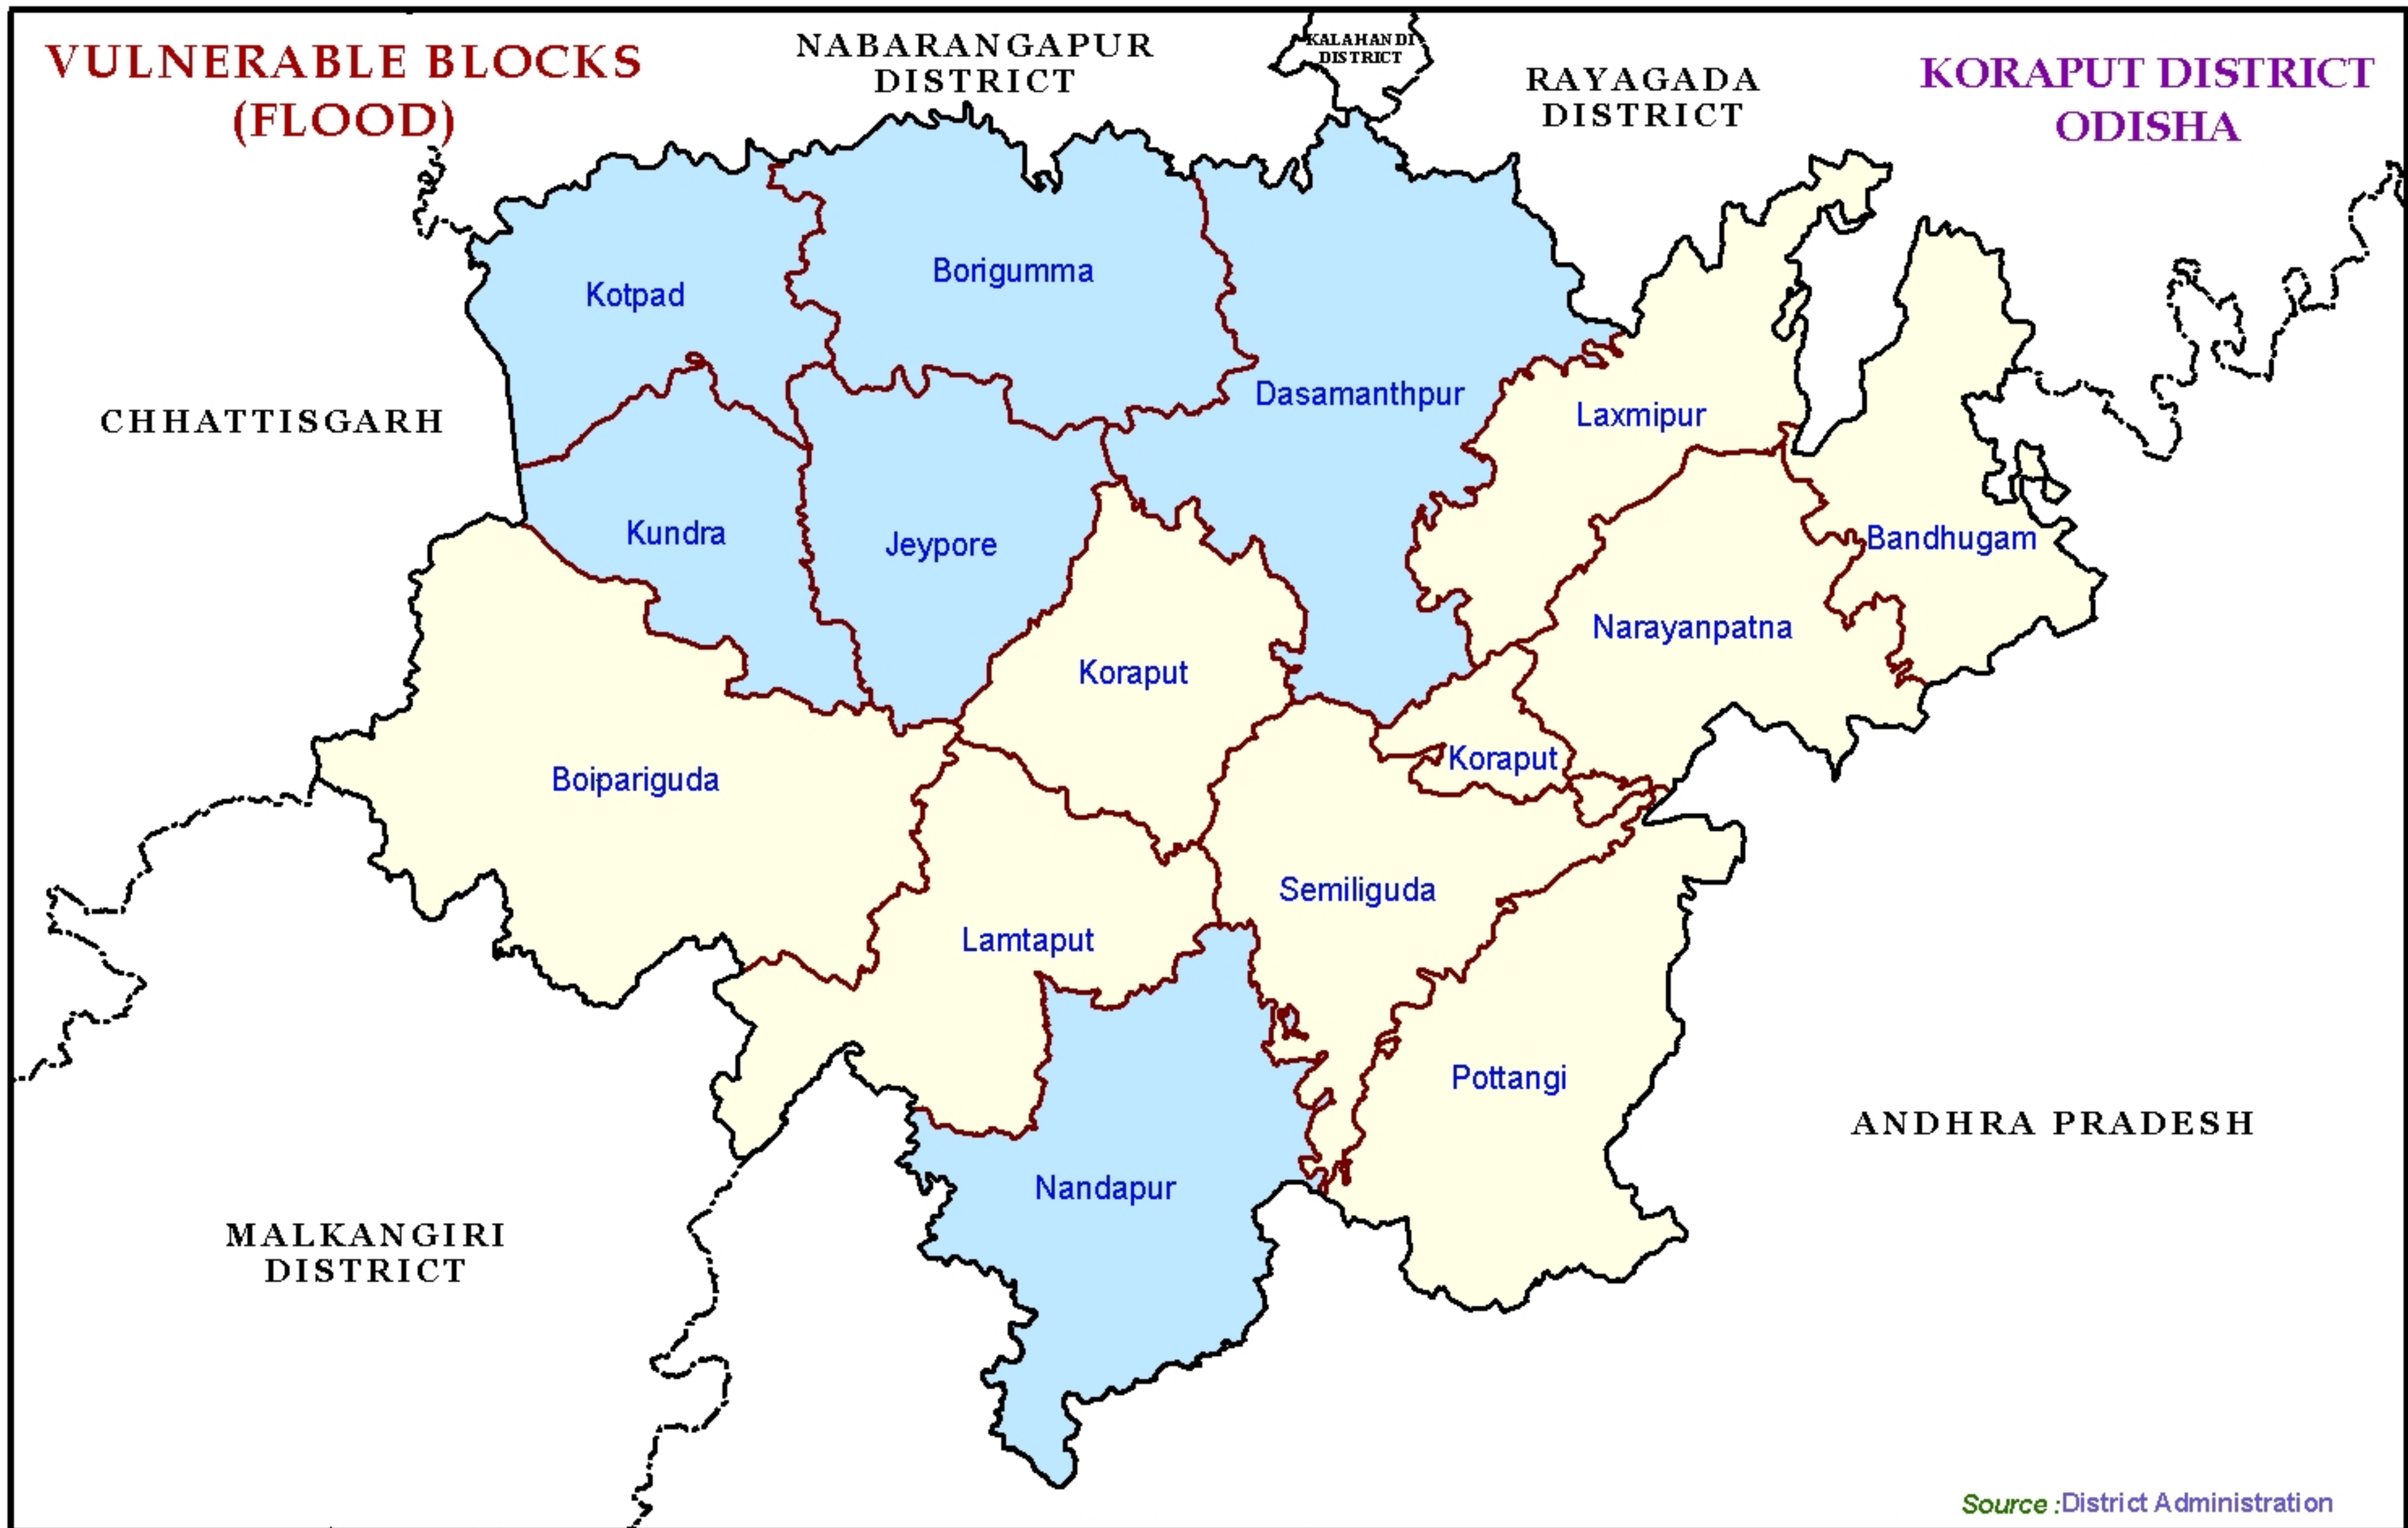 VULNERABLE BLOCKS
(FLOOD)
NABARANGAPUR
DISTRICT
KALAHANDI
DISTRICT
RAYAGADA
DISTRICT
KORAPUT DISTRICT
ODISHA
Kotpad
Borigumma
Dasamanthpur
CHHATTISGARH
Laxmipur
Kundra
Jeypore
Bandhugam
Narayanpatna
Koraput
Koraput
Boipariguda
Semiliguda
Lamtaput
Pottangi
ANDHRA PRADESH
Nandapur
MALKANGIRI
DISTRICT
Source : District Administration